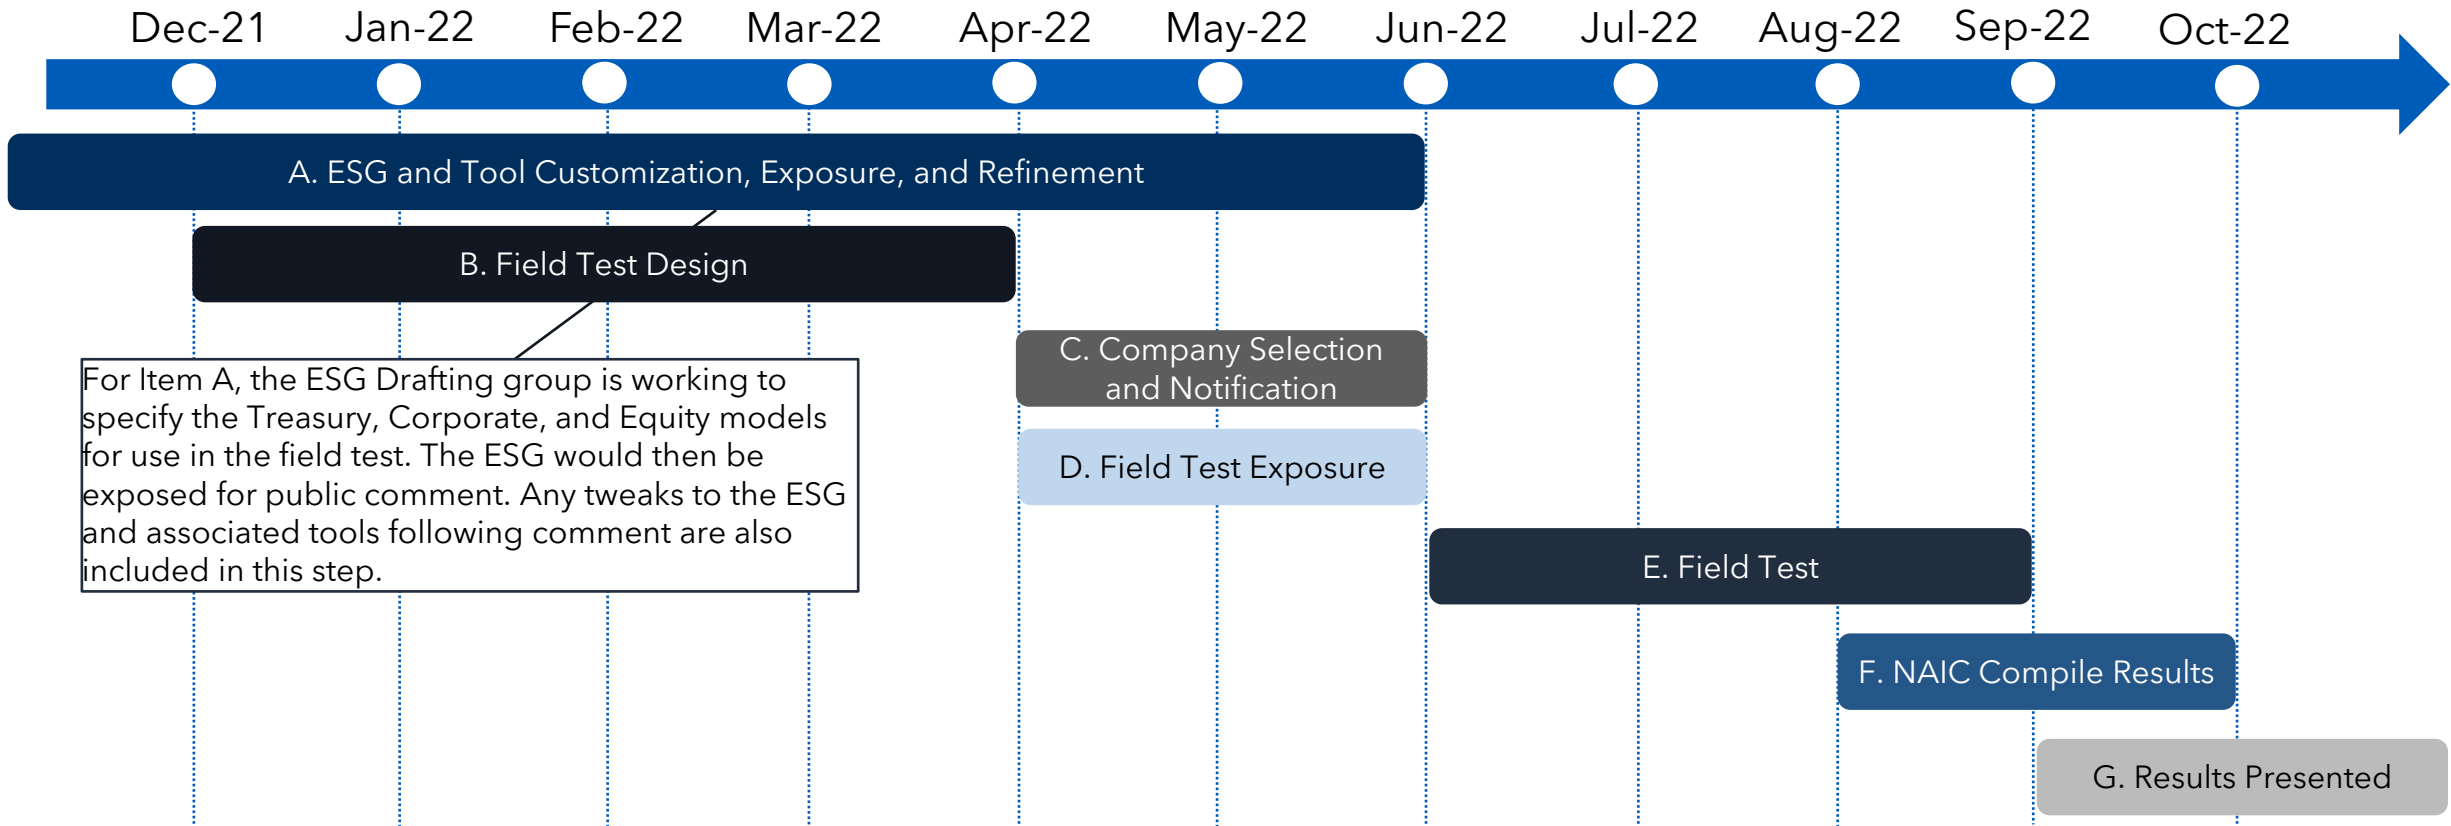 Dec-21 Jan-22 Feb-22 Mar-22 Apr-22 May-22 Jun-22 Jul-22 Aug-22 Sep-22 Oct-22
A. ESG and Tool Customization, Exposure, and Refinement
B. Field Test Design
C. Company Selection
and Notification
For Item A, the ESG Drafting group is working to
specify the Treasury, Corporate, and Equity models
for use in the field test. The ESG would then be
exposed for public comment. Any tweaks to the ESG
and associated tools following comment are also
included in this step.
D. Field Test Exposure
E. Field Test
F. NAIC Compile Results
G. Results Presented